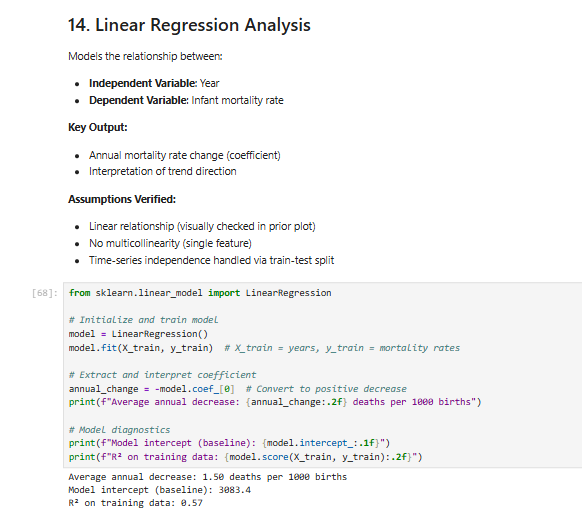 14. Linear Regression Analysis
Models the relationship between:
• Independent Variable: Year
• Dependent Variable: Infant mortality rate
Key Output:
• Annual mortality rate change (coefficient)
• Interpretation of trend direction
Assumptions Verified:
• Linear relationship (visually checked in prior plot)
• No multicollinearity (single feature)
• Time-series independence handled via train-test split
[68]: from sklearn.linear_model import LinearRegression
# Initialize and train model
model = LinearRegression()
model.fit(X_train, y_train)  # X_train = years, y_train = mortality rates
# Extract and interpret coefficient
annual_change = -model.coef_[0]  # Convert to positive decrease
print(f"Average annual decrease: {annual_change:.2f} deaths per 1000 births")
# Model diagnostics
print(f"Model intercept (baseline): {model.intercept_:.1f}")
print(f"R² on training data: {model.score(X_train, y_train):.2f}")
Average annual decrease: 1.50 deaths per 1000 births
Model intercept (baseline): 3083.4
R² on training data: 0.57